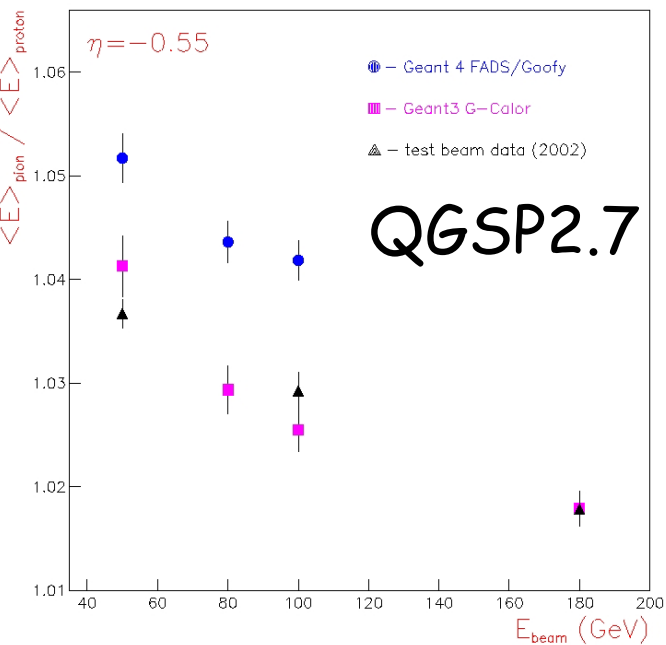 η=−0.55
<E>pion / <E>proton
− Geant 4 FADS/Goofy
− Geant3 G−Calor
− test beam data (2002)
QGSP2.7
1.06
1.05
1.04
1.03
1.02
1.01
40 60 80 100 120 140 160 180 200
Ebeam (GeV)